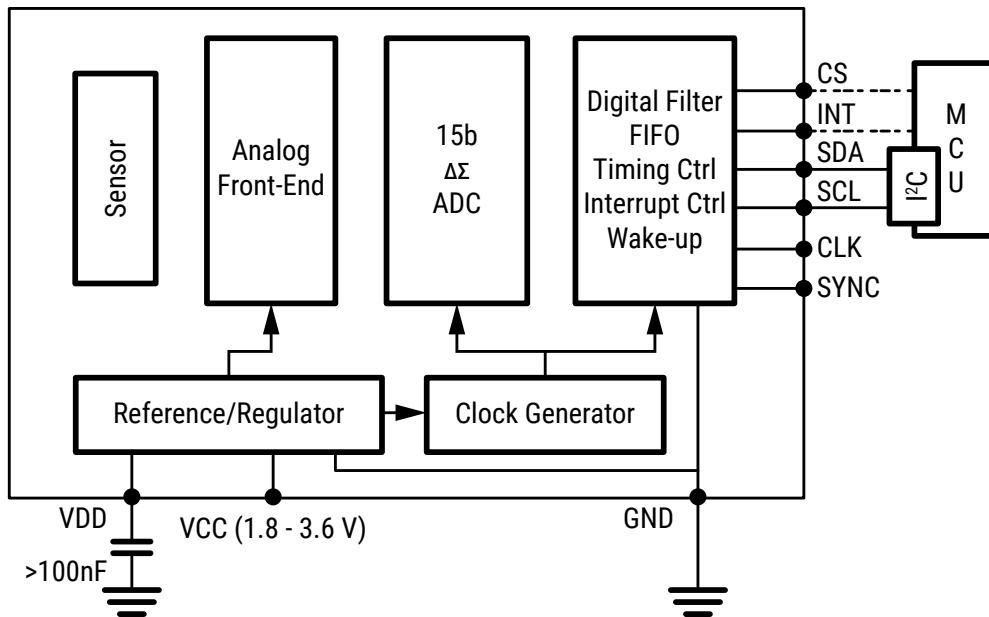 Sensor
Analog
Front-End
15b
ΔΣ
ADC
Digital Filter
FIFO
Timing Ctrl
Interrupt Ctrl
Wake-up
CS
INT
SDA
SCL
CLK
SYNC
I²C
M
C
U
Reference/Regulator
Clock Generator
VDD
VCC (1.8 - 3.6 V)
GND
>100nF